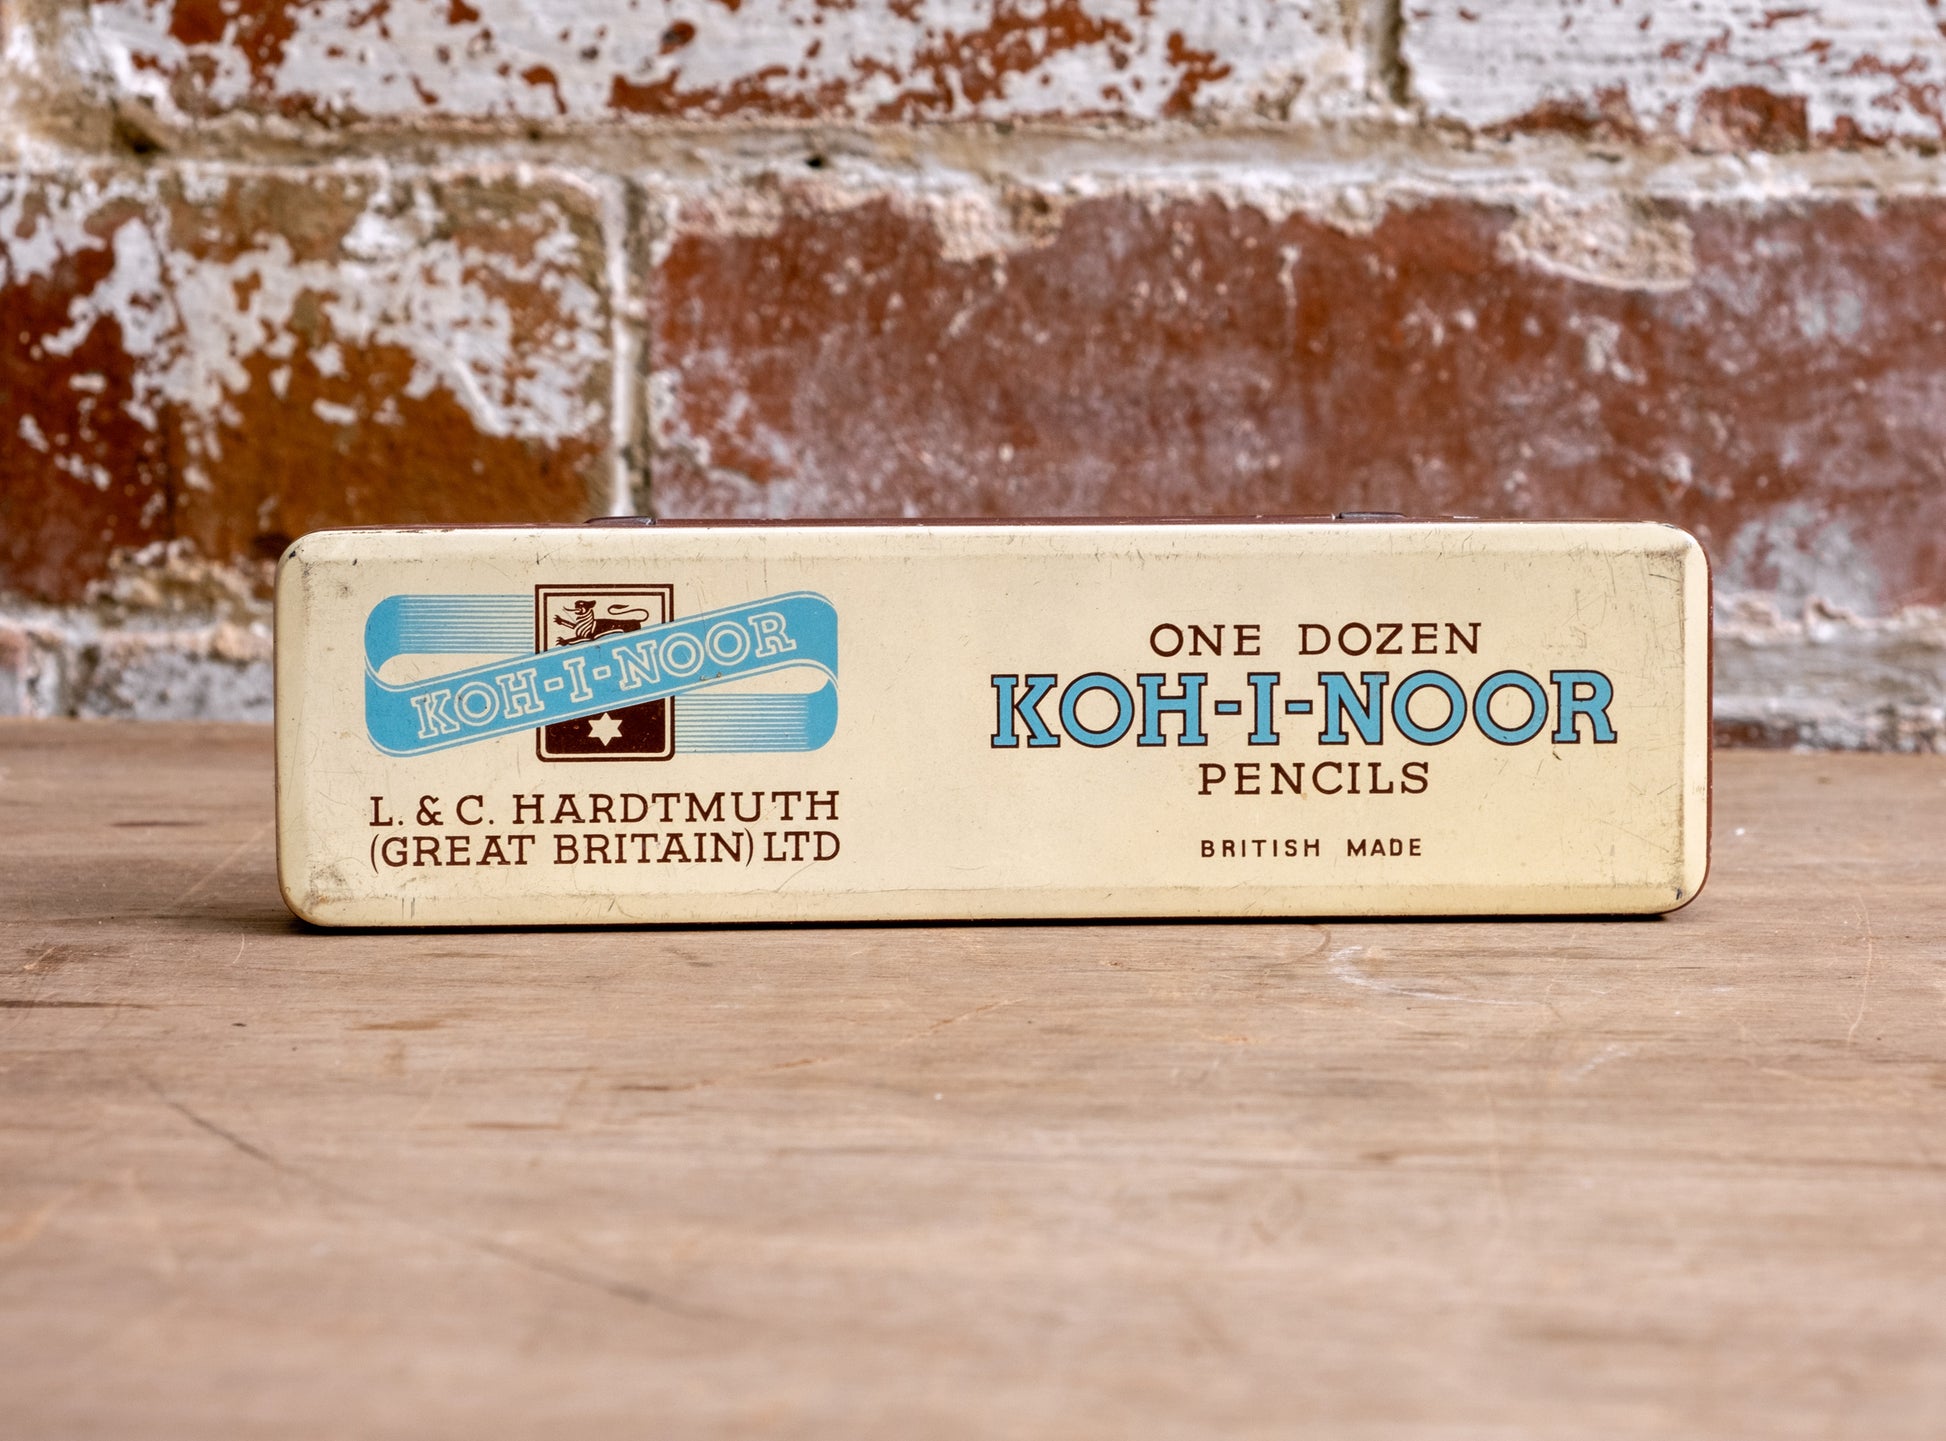 KOH-I-NOOR
L. & C. HARDTMUTH
(GREAT BRITAIN) LTD
ONE DOZEN
KOH-I-NOOR
PENCILS
BRITISH MADE